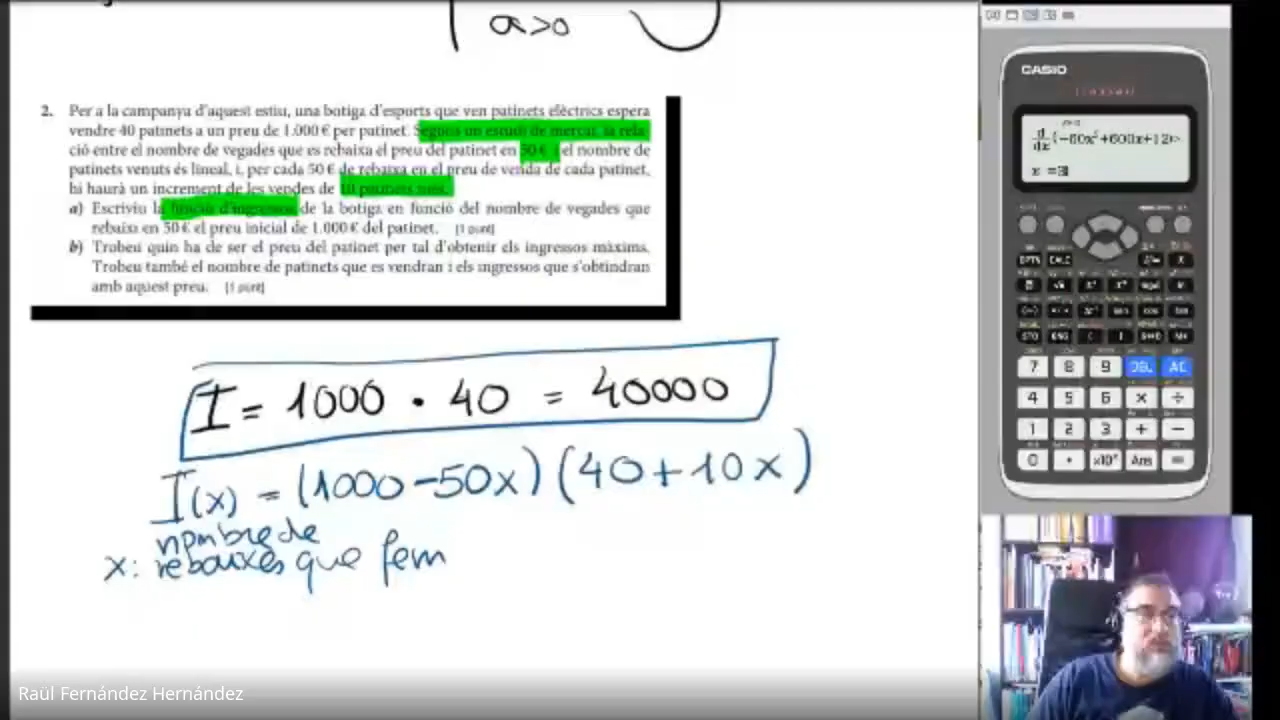 a>0
2. Per a la campanya d'aquest estiu, una botiga d'esports que ven patinets elèctrics espera
vendre 40 patinets a un preu de 1.000 € per patinet. Segons un estudi de mercat, la rela-
ció entre el nombre de vegades que es rebaixa el preu del patinet en 50 € i el nombre de
patinets venuts és lineal, i, per cada 50 € de rebaixa en el preu de venda de cada patinet,
hi haurà un increment de les vendes de 10 patinets més.
a) Escriviu la funció d'ingressos de la botiga en funció del nombre de vegades que
rebaixa en 50 € el preu inicial de 1.000 € del patinet. [1 punt]
b) Trobeu quin ha de ser el preu del patinet per tal d'obtenir els ingressos màxims.
Trobeu també el nombre de patinets que es vendran i els ingressos que s'obtindran
amb aquest preu. [1 punt]
I = 1000 · 40 = 40000
I(x) = (1000-50x)(40+10x)
nombre de
x: rebaixes que fem
Raül Fernández Hernández
CASIO
x =3
OPTN CALC
STO ENG M+
7 8 9 DEL AC
4 5 6 × ÷
1 2 3 + −
0 · ×10ˣ Ans =